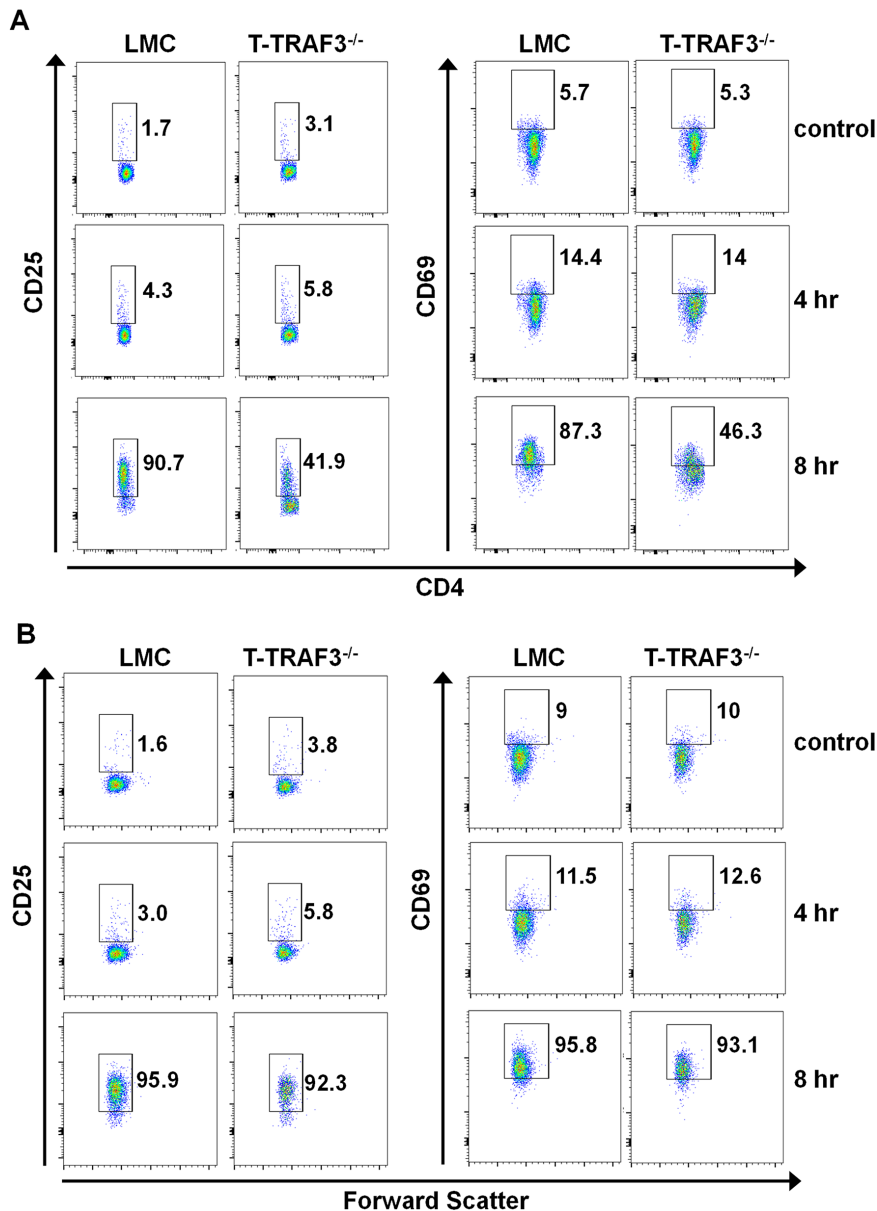 A
LMC T-TRAF3-/- LMC T-TRAF3-/-
1.7 3.1 5.7 5.3 control
CD25 4.3 5.8 CD69 14.4 14 4 hr
90.7 41.9 87.3 46.3 8 hr
CD4
B
LMC T-TRAF3-/- LMC T-TRAF3-/-
1.6 3.8 9 10 control
CD25 3.0 5.8 CD69 11.5 12.6 4 hr
95.9 92.3 95.8 93.1 8 hr
Forward Scatter